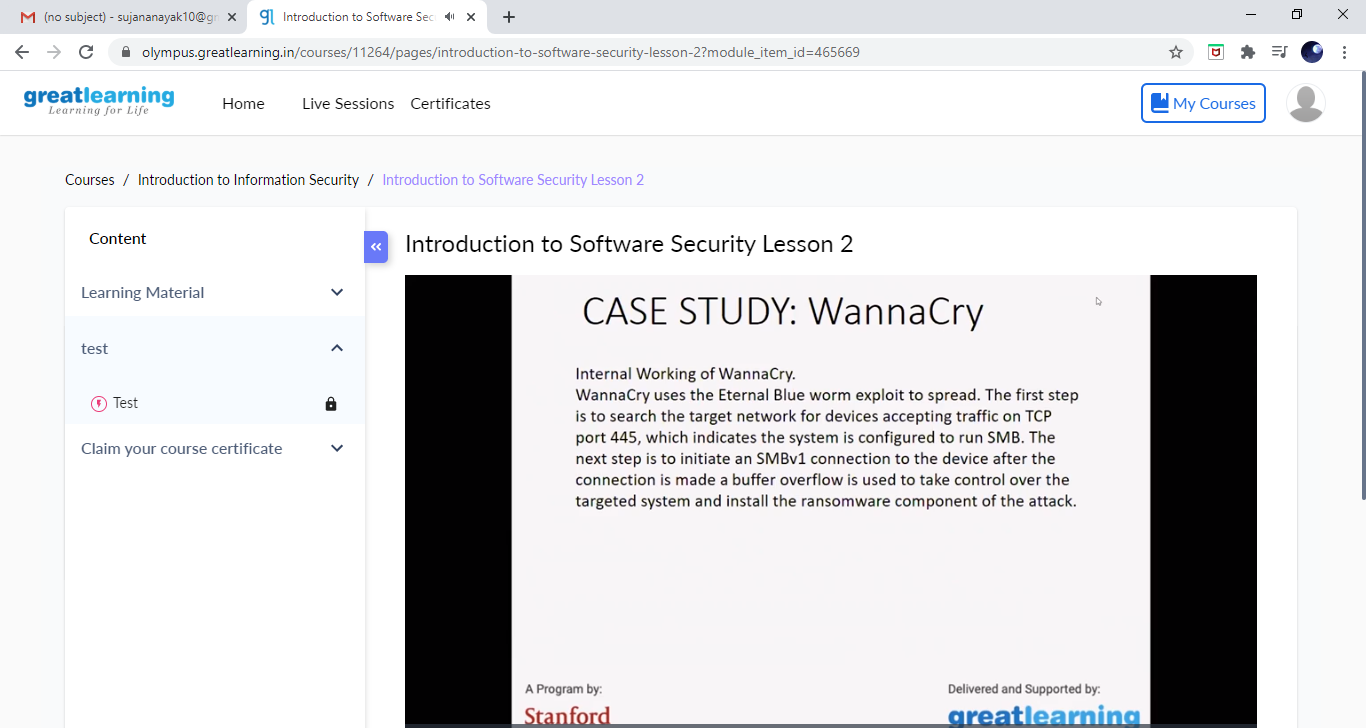 (no subject) - sujananayak10@gr
Introduction to Software Sec
olympus.greatlearning.in/courses/11264/pages/introduction-to-software-security-lesson-2?module_item_id=465669
greatlearning
Learning for Life
Home
Live Sessions
Certificates
My Courses
Courses / Introduction to Information Security / Introduction to Software Security Lesson 2
Content
Learning Material
test
Test
Claim your course certificate
Introduction to Software Security Lesson 2
CASE STUDY: WannaCry
Internal Working of WannaCry.
WannaCry uses the Eternal Blue worm exploit to spread. The first step
is to search the target network for devices accepting traffic on TCP
port 445, which indicates the system is configured to run SMB. The
next step is to initiate an SMBv1 connection to the device after the
connection is made a buffer overflow is used to take control over the
targeted system and install the ransomware component of the attack.
A Program by:
Stanford
Delivered and Supported by:
greatlearning